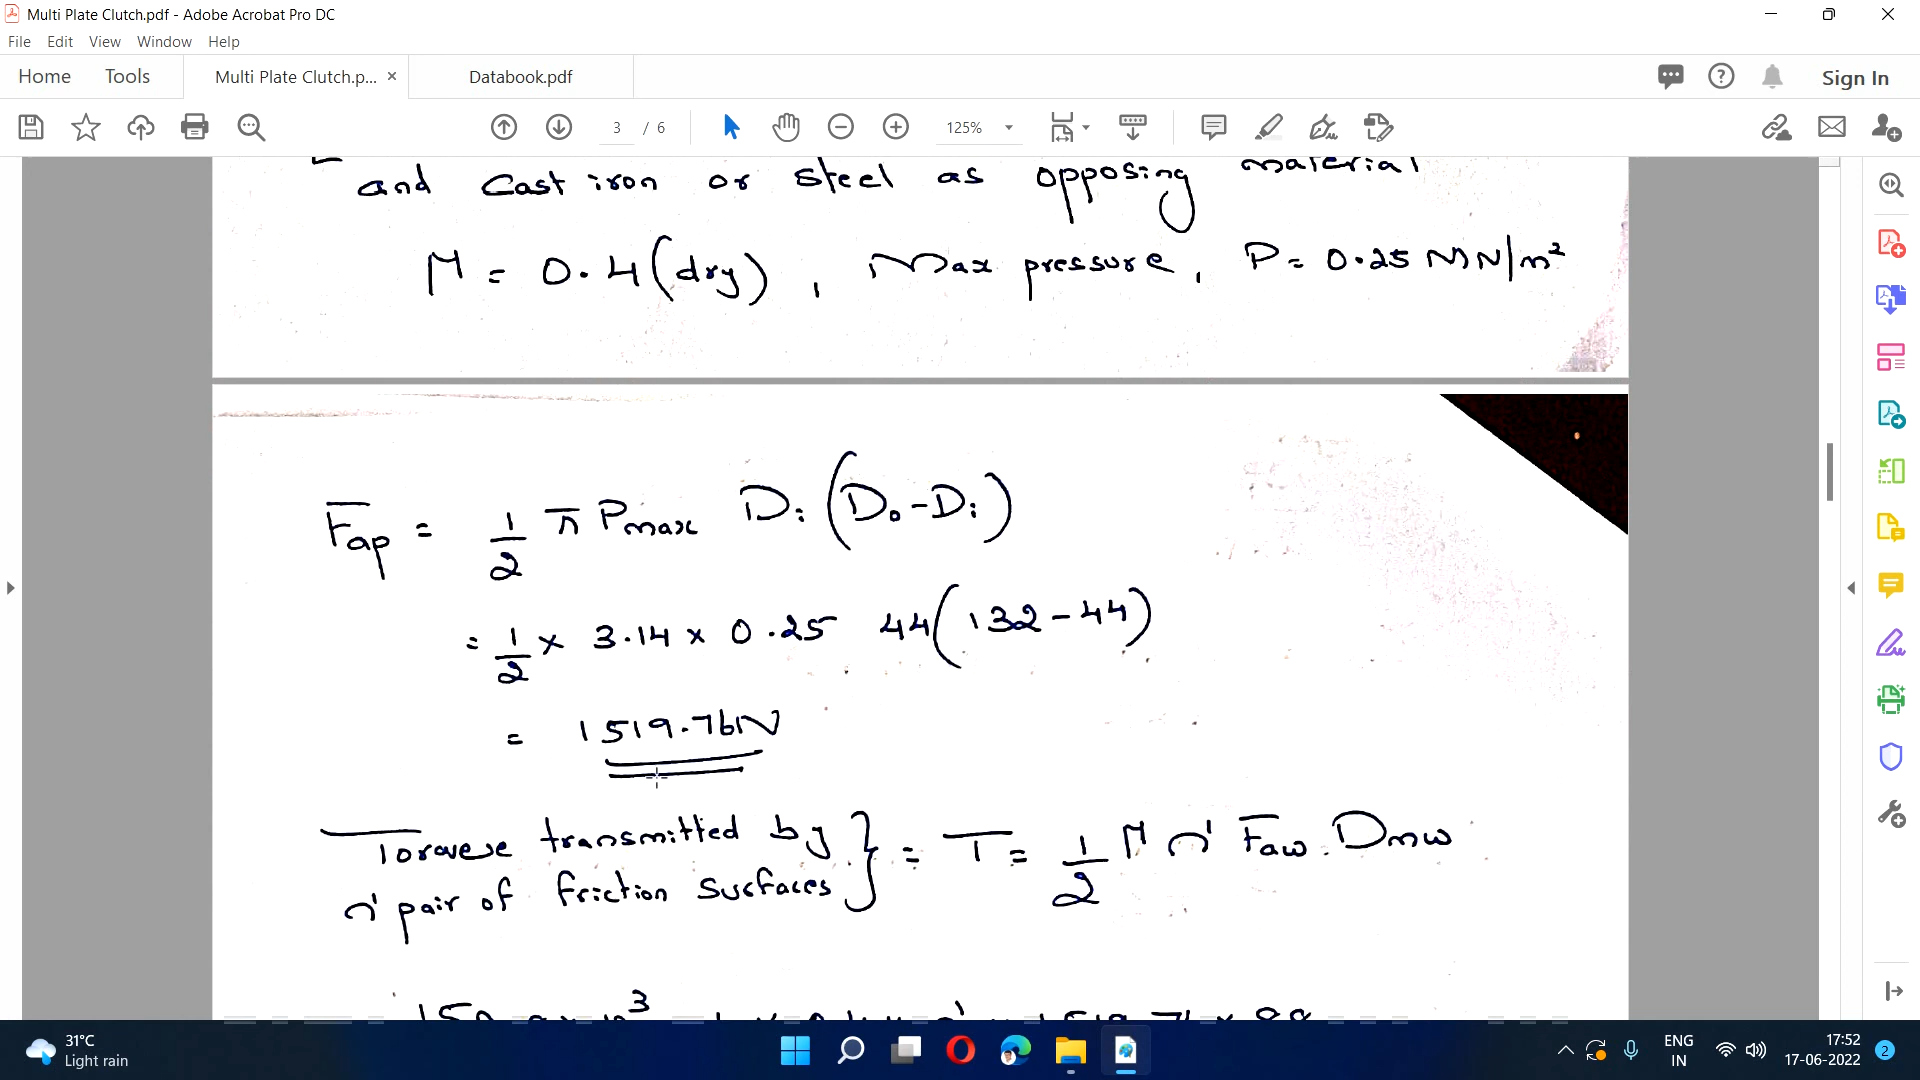 Multi Plate Clutch.pdf - Adobe Acrobat Pro DC
File Edit View Window Help
Home Tools Multi Plate Clutch.p... × Databook.pdf Sign In
3 / 6 125%
and Cast iron or Steel as opposing material
μ = 0.4 (dry) , Max pressure, P = 0.25 MN/m²
Fap = 1/2 π Pmax Di (Do - Di)
= 1/2 × 3.14 × 0.25 44 (132 - 44)
= 1519.76N
Torque transmitted by
n' pair of friction surfaces } = T = 1/2 μ n' Faw . Dmw
31°C
Light rain
ENG
IN
17:52
17-06-2022
2